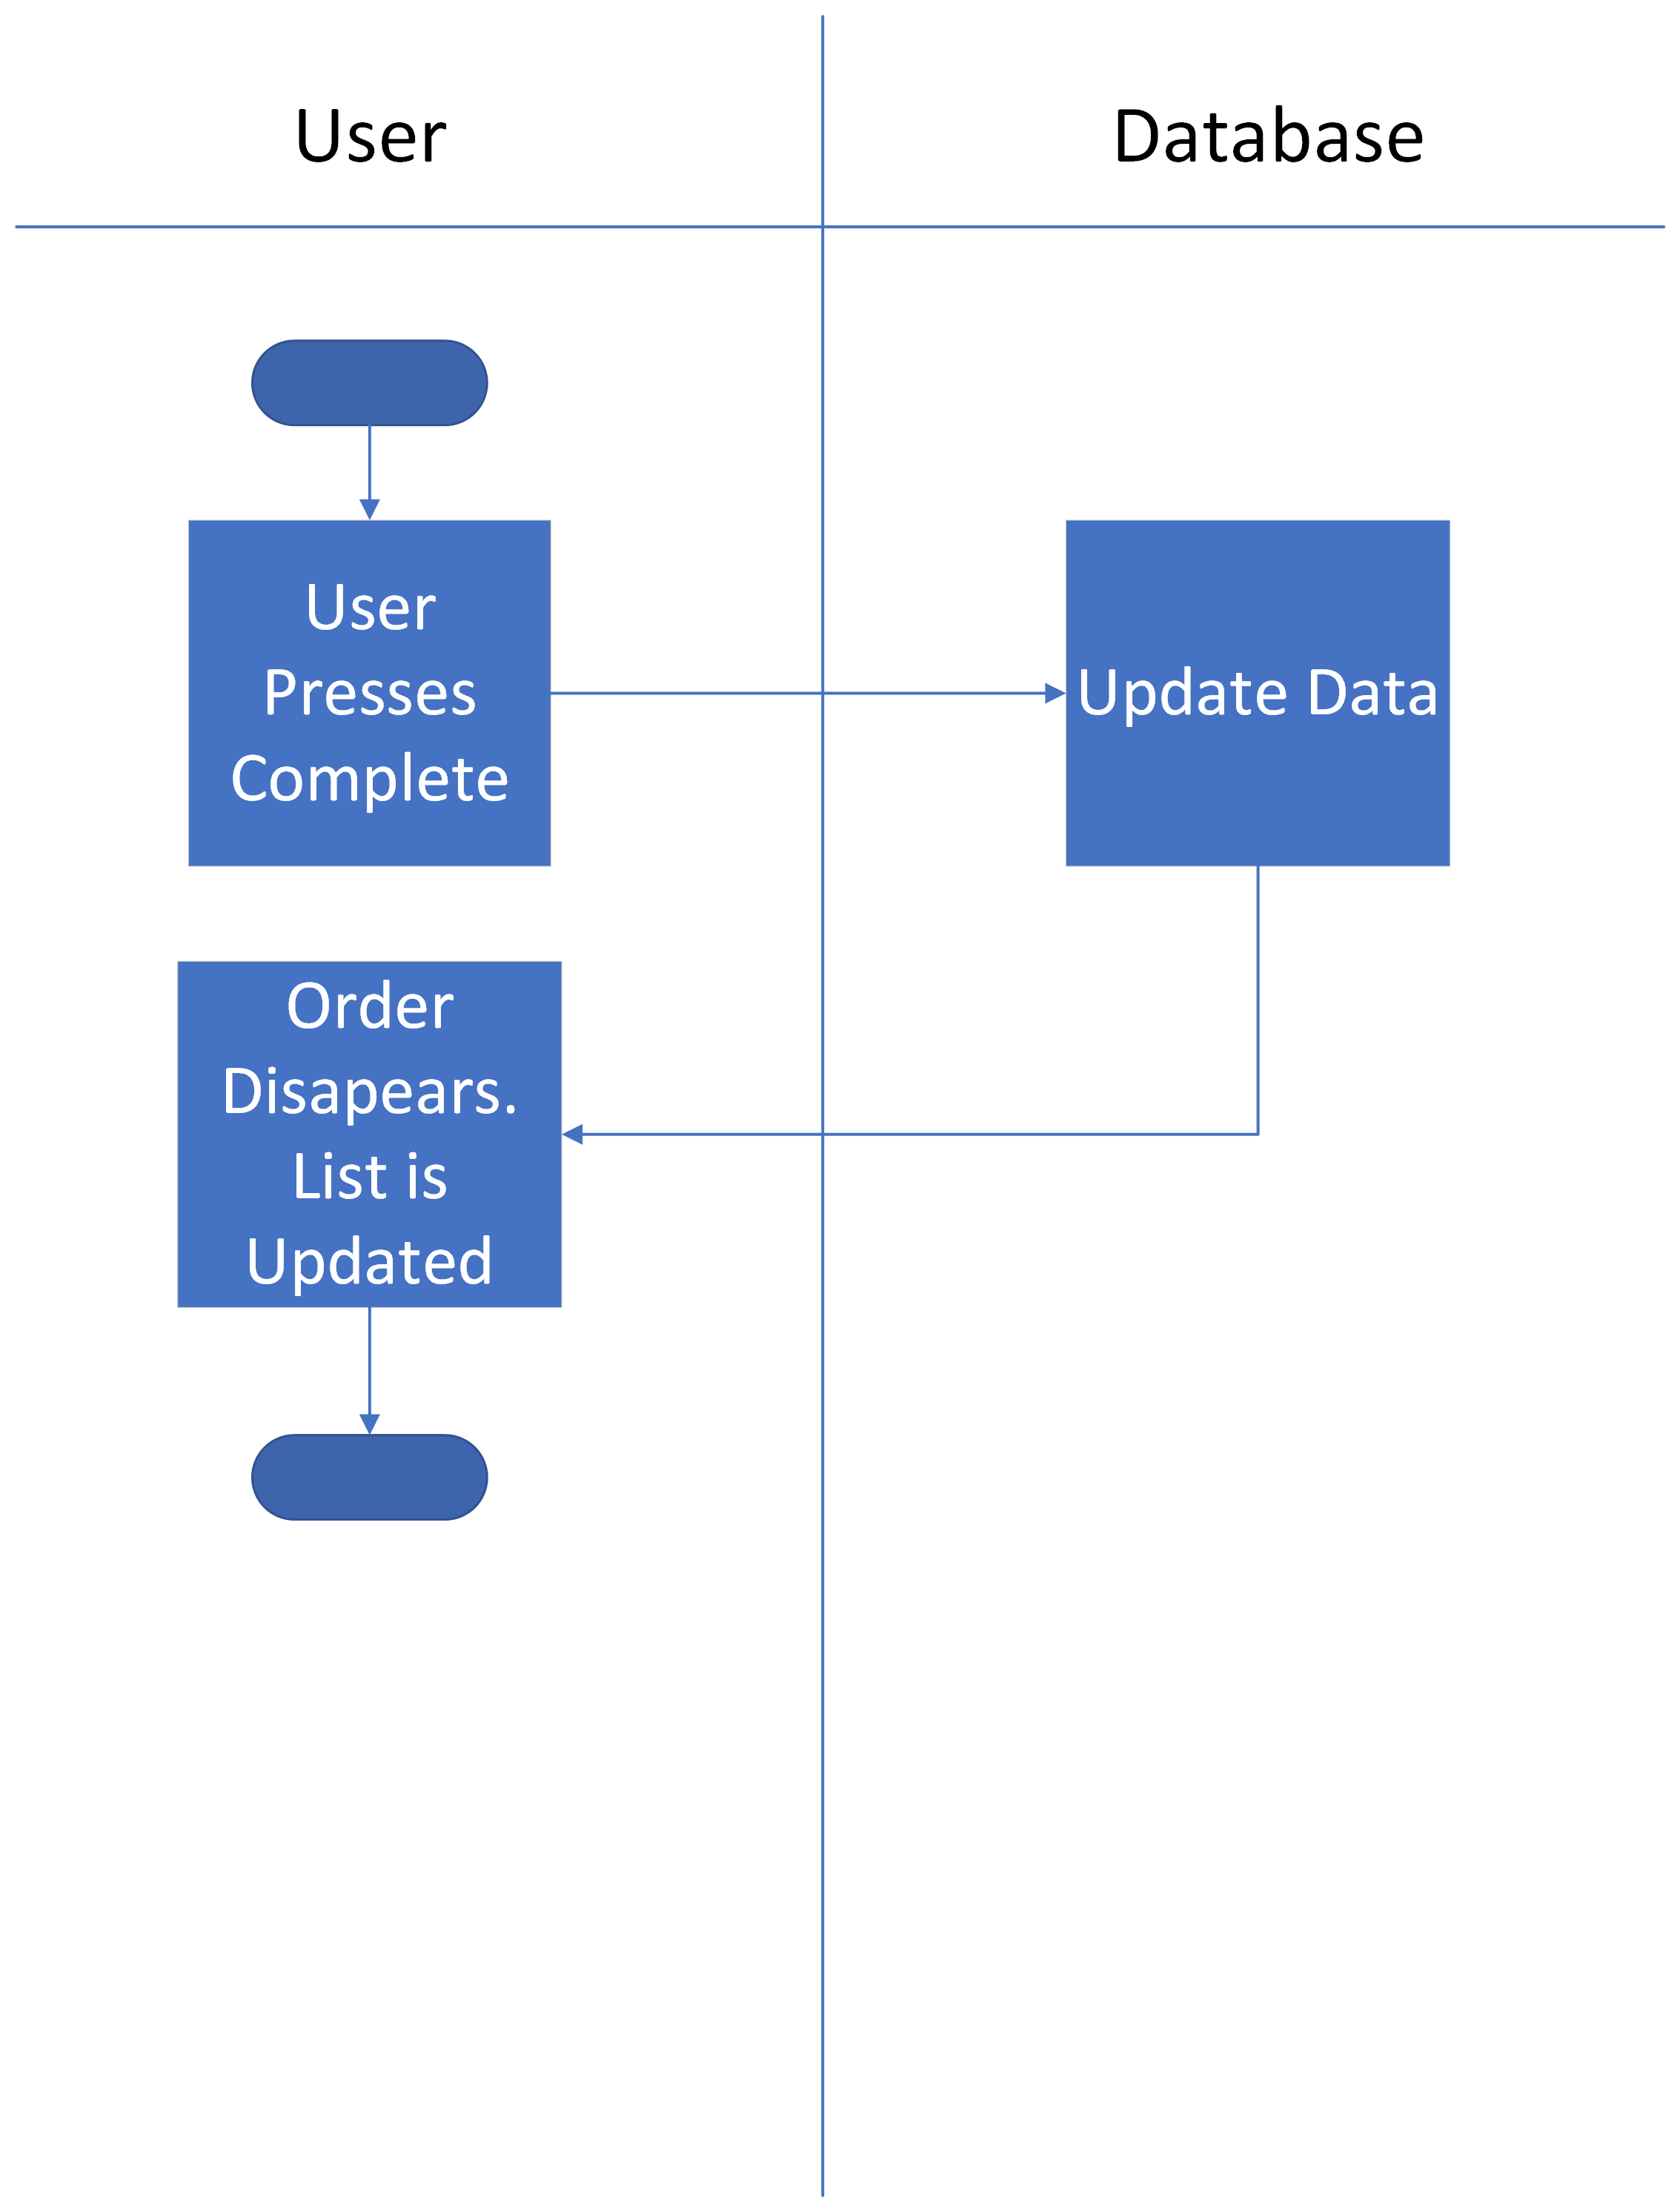 User
Database
User
Presses
Complete
Update Data
Order
Disapears.
List is
Updated